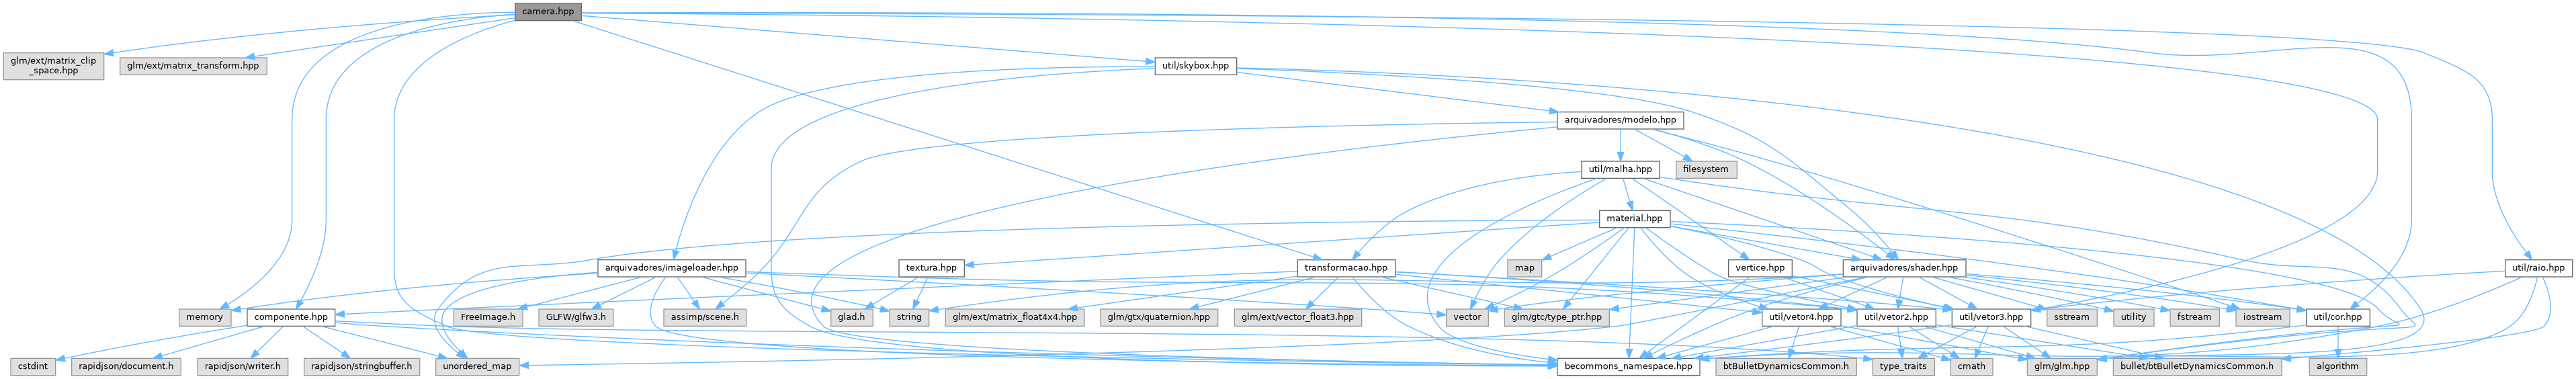 camera.hpp
glm/ext/matrix_clip
_space.hpp
glm/ext/matrix_transform.hpp
util/skybox.hpp
arquivadores/modelo.hpp
util/malha.hpp
filesystem
material.hpp
arquivadores/imageloader.hpp
textura.hpp
transformacao.hpp
map
vertice.hpp
arquivadores/shader.hpp
util/raio.hpp
memory
componente.hpp
FreeImage.h
GLFW/glfw3.h
assimp/scene.h
glad.h
string
glm/ext/matrix_float4x4.hpp
glm/gtx/quaternion.hpp
glm/ext/vector_float3.hpp
vector
glm/gtc/type_ptr.hpp
util/vetor4.hpp
util/vetor2.hpp
util/vetor3.hpp
sstream
utility
fstream
iostream
util/cor.hpp
cstdint
rapidjson/document.h
rapidjson/writer.h
rapidjson/stringbuffer.h
unordered_map
becommons_namespace.hpp
btBulletDynamicsCommon.h
type_traits
cmath
glm/glm.hpp
bullet/btBulletDynamicsCommon.h
algorithm